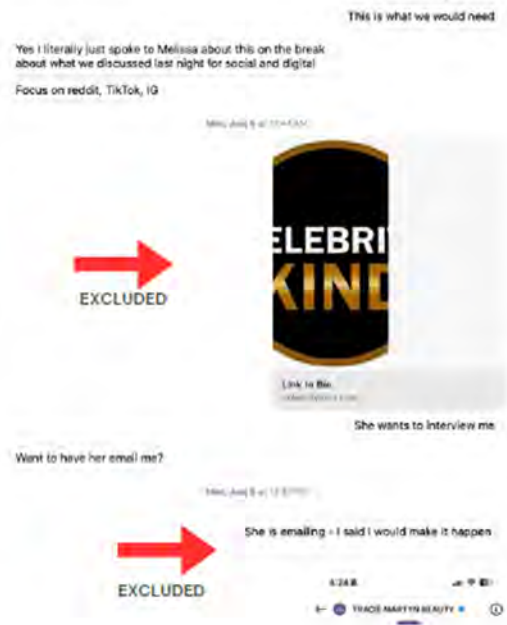 This is what we would need
Yes I literally just spoke to Melissa about this on the break
about what we discussed last night for social and digital
Focus on reddit, TikTok, IG
ELEBRI
KIND
EXCLUDED
Link in Bio
She wants to interview me
Want to have her email me?
She is emailing - I said I would make it happen
EXCLUDED
TRACIE MARTYN BEAUTY